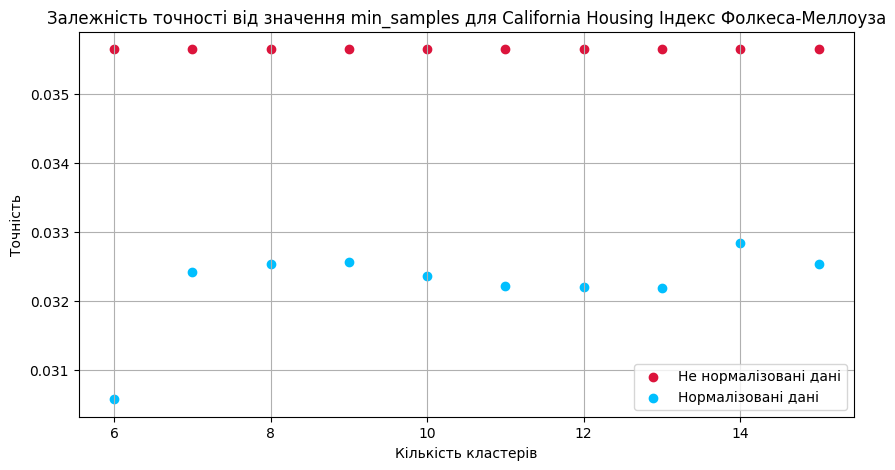 Залежність точності від значення min_samples для California Housing Індекс Фолкеса-Меллоуза
0.035
0.034
0.033
0.032
0.031
Точність
6
8
10
12
14
Кількість кластерів
Не нормалізовані дані
Нормалізовані дані